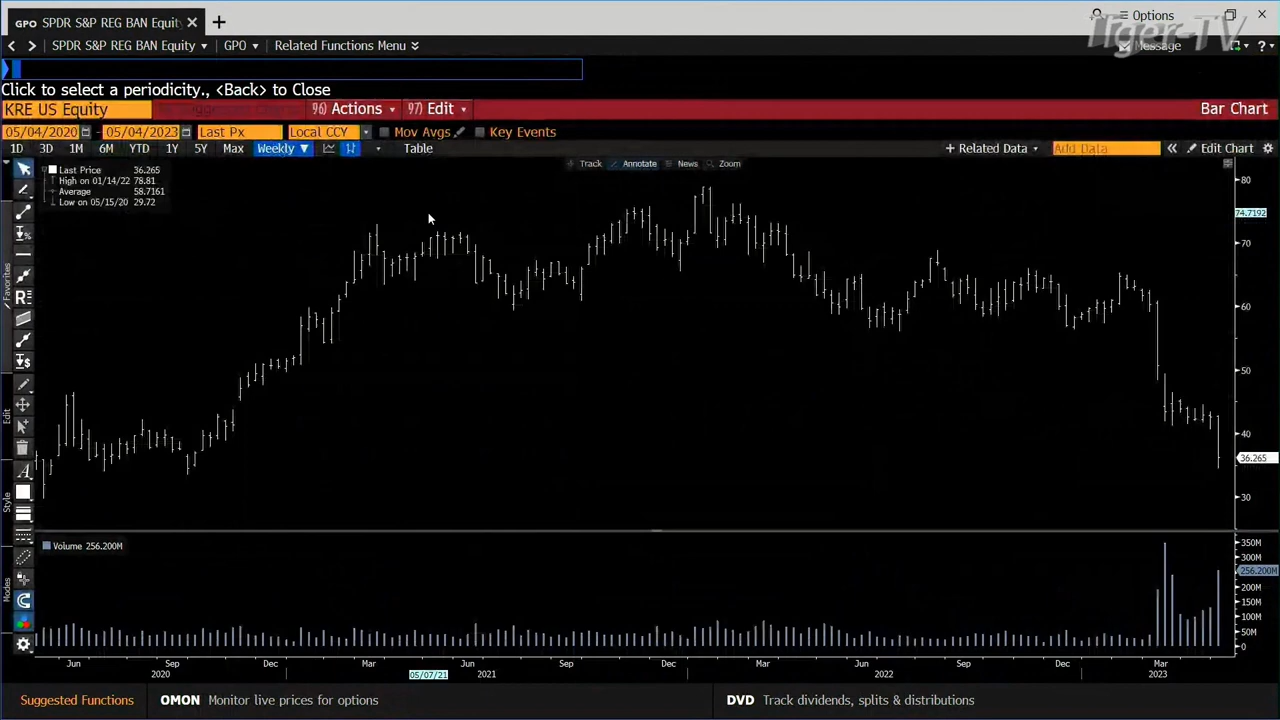 GPO SPDR S&P REG BAN Equity × +
Options
Tiger-TV
SPDR S&P REG BAN Equity GPO Related Functions Menu
Message
?
Click to select a periodicity., <Back> to Close
KRE US Equity 96) Actions 97) Edit Bar Chart
05/04/2020 - 05/04/2023 Last Px Local CCY Mov Avgs Key Events
1D 3D 1M 6M YTD 1Y 5Y Max Weekly ▼ Table + Related Data Add Data « Edit Chart
Track Annotate News Zoom
Last Price 36.265
High on 01/14/22 78.81
Average 58.7161
Low on 05/15/20 29.72
80
74.7192
70
60
50
40
36.265
30
Favorites
Edit
Style
Modes
Volume 256.200M
350M
300M
256.200M
200M
150M
100M
50M
0
Jun Sep Dec Mar Jun Sep Dec Mar Jun Sep Dec Mar
2020 05/07/21 2021 2022 2023
Suggested Functions OMON Monitor live prices for options DVD Track dividends, splits & distributions